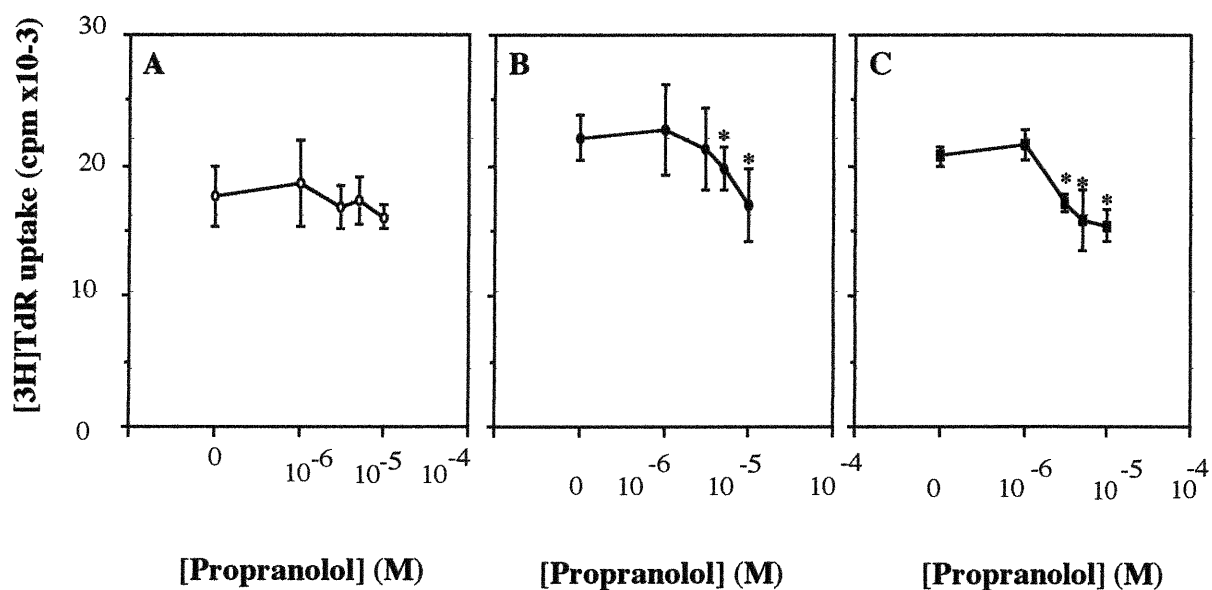 [3H]TdR uptake (cpm x10-3)
30
20
10
0
A
B
C
*
*
*
*
*
0 10-6 10-5 10-4
0 10-6 10-5 10-4
0 10-6 10-5 10-4
[Propranolol] (M)
[Propranolol] (M)
[Propranolol] (M)